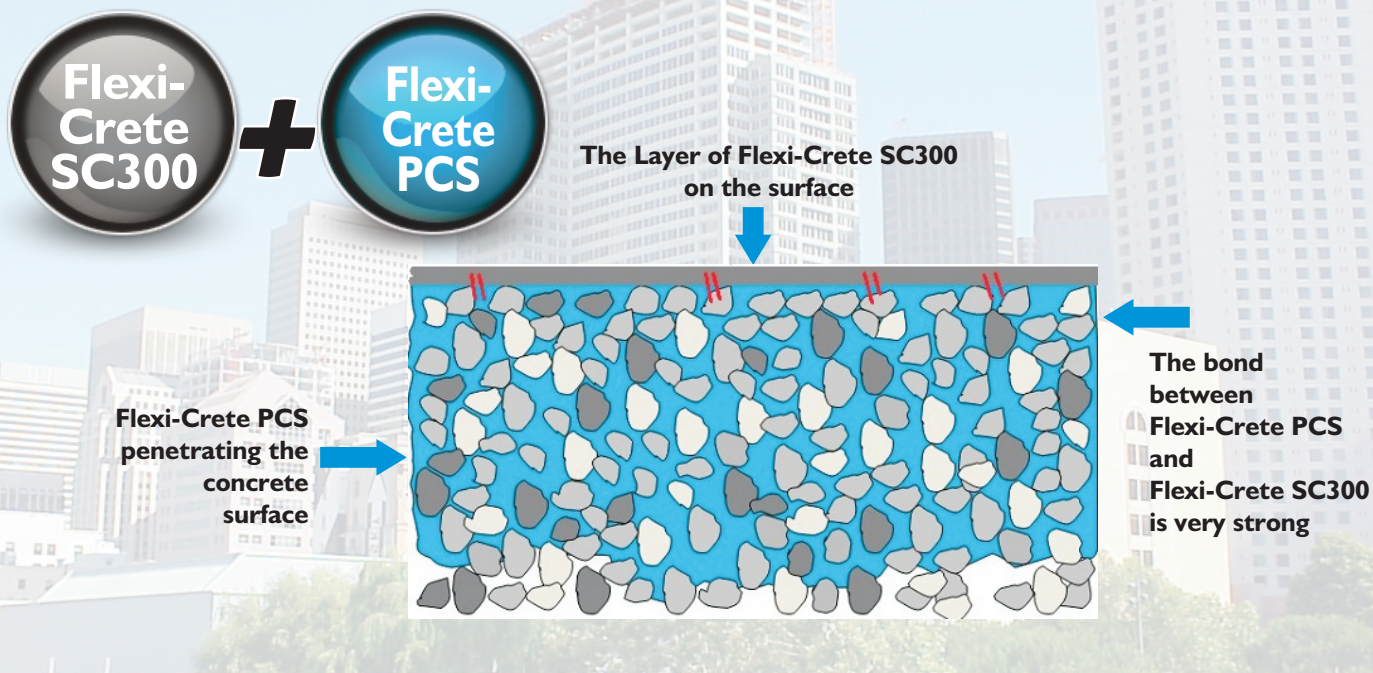 Flexi-
Crete
SC300
+
Flexi-
Crete
PCS
The Layer of Flexi-Crete SC300
on the surface
Flexi-Crete PCS
penetrating the
concrete
surface
The bond
between
Flexi-Crete PCS
and
Flexi-Crete SC300
is very strong